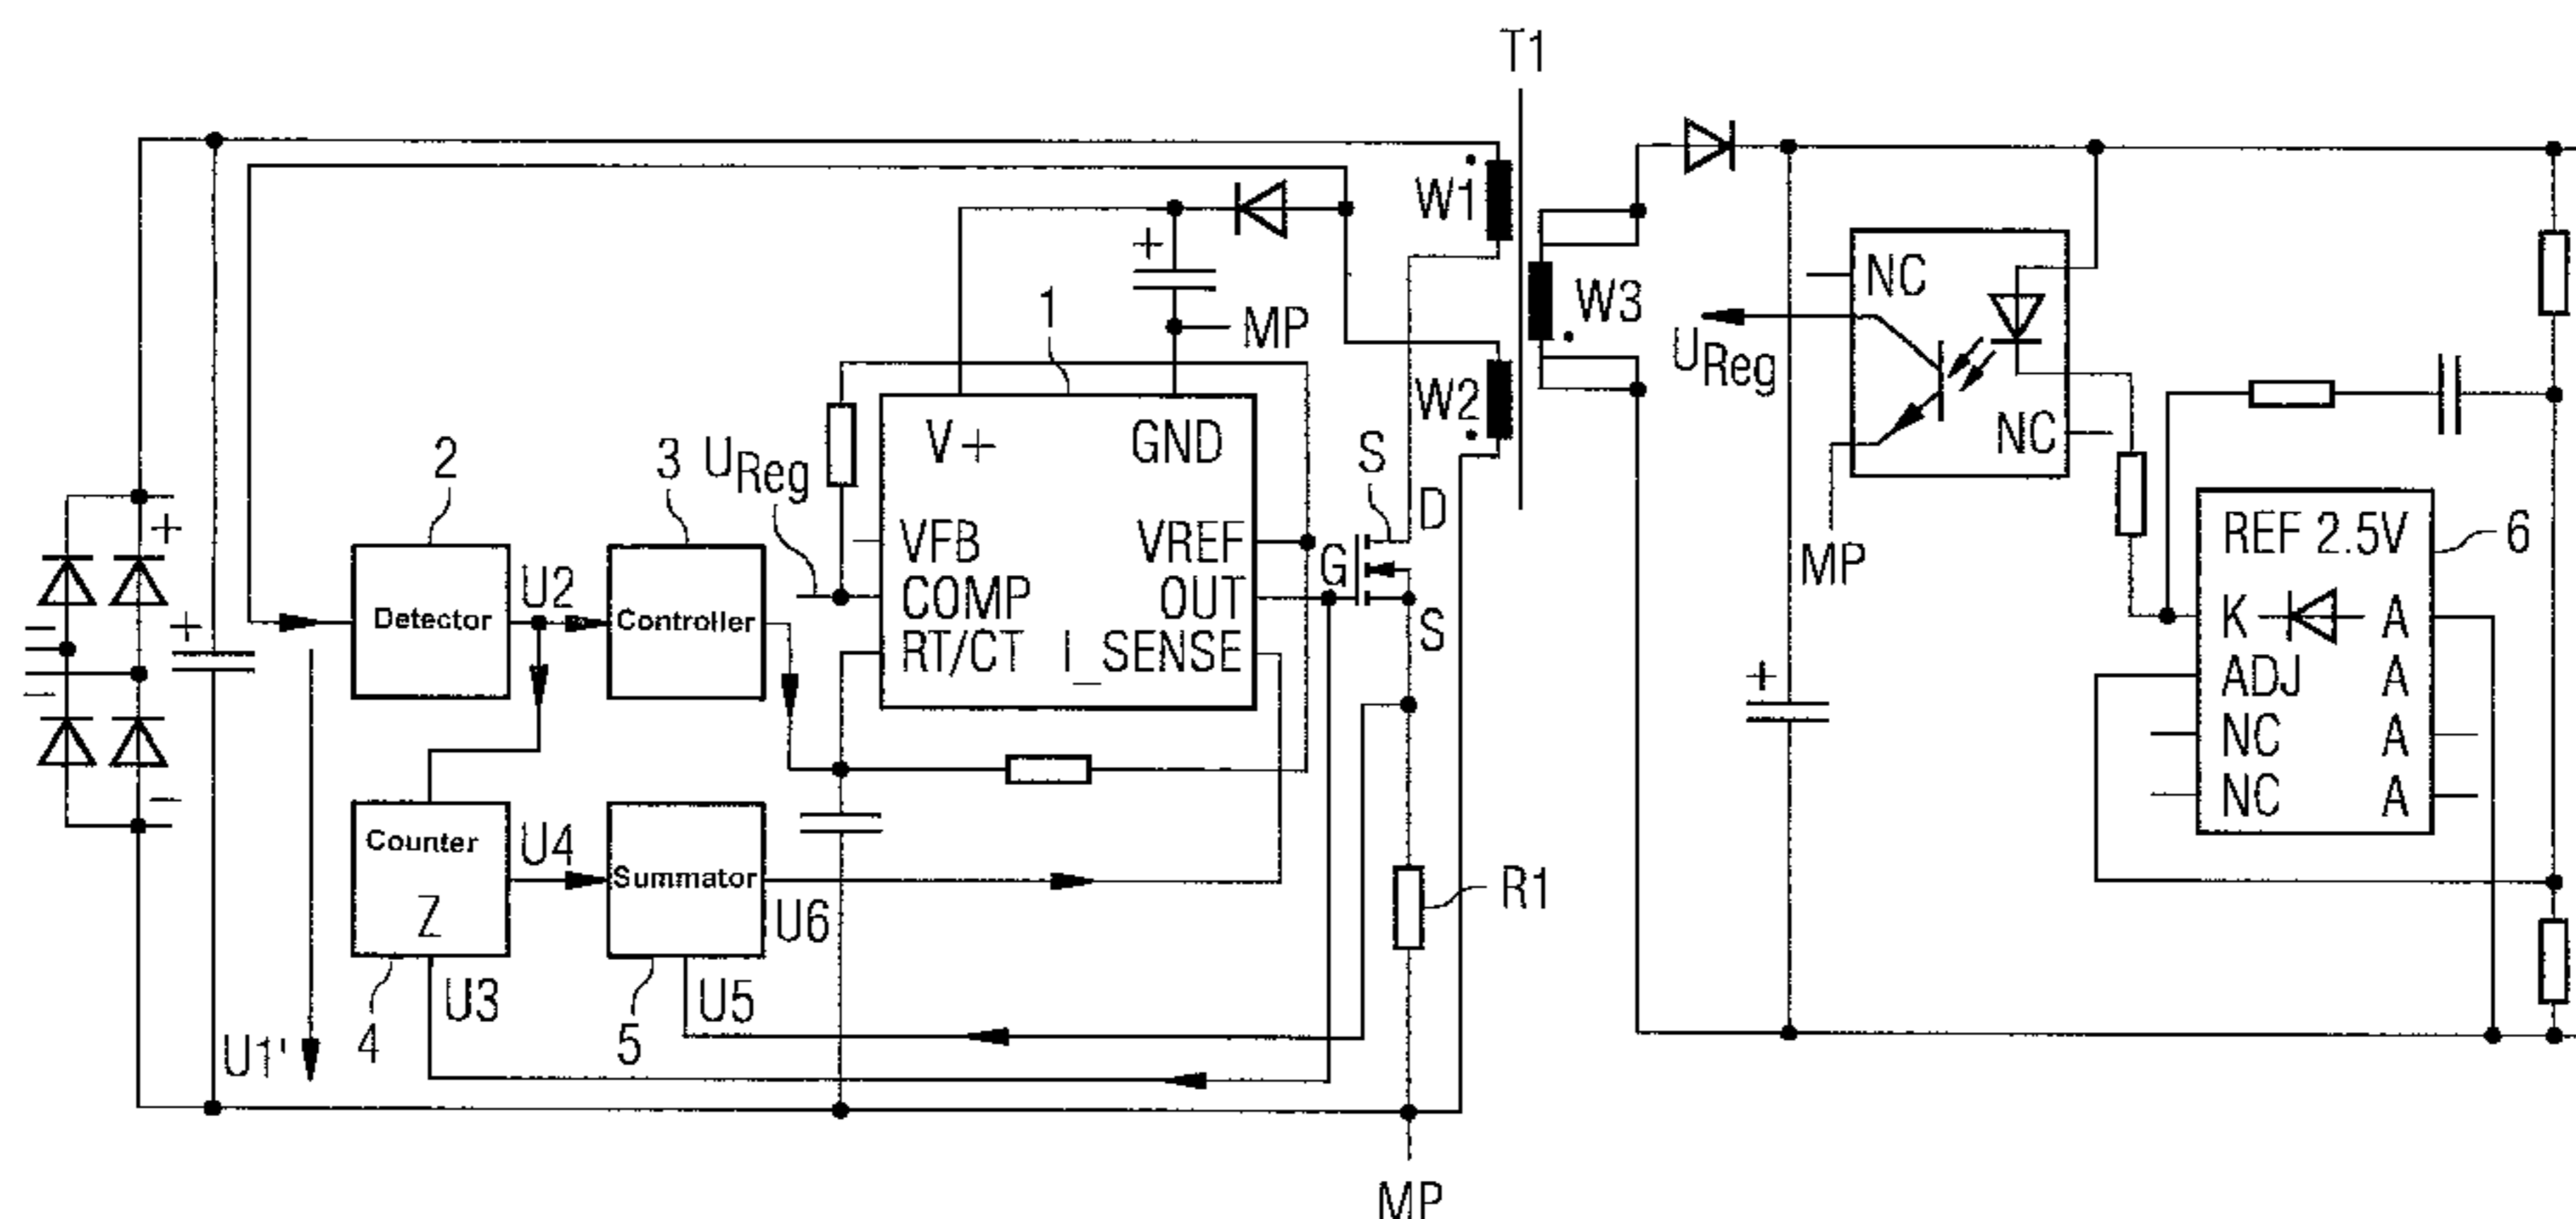 T1
W1
W3
W2
1
+
MP
V+ GND
VFB VREF
COMP OUT
RT/CT I_SENSE
2
3
U_Reg
Detector
U2
Controller
Counter
Z
U4
Summator
U6
4
U3
5
U5
U1'
+
-
+
S
D
G
S
R1
MP
NC
U_Reg
NC
MP
+
REF 2.5V
6
K A
ADJ A
NC A
NC A